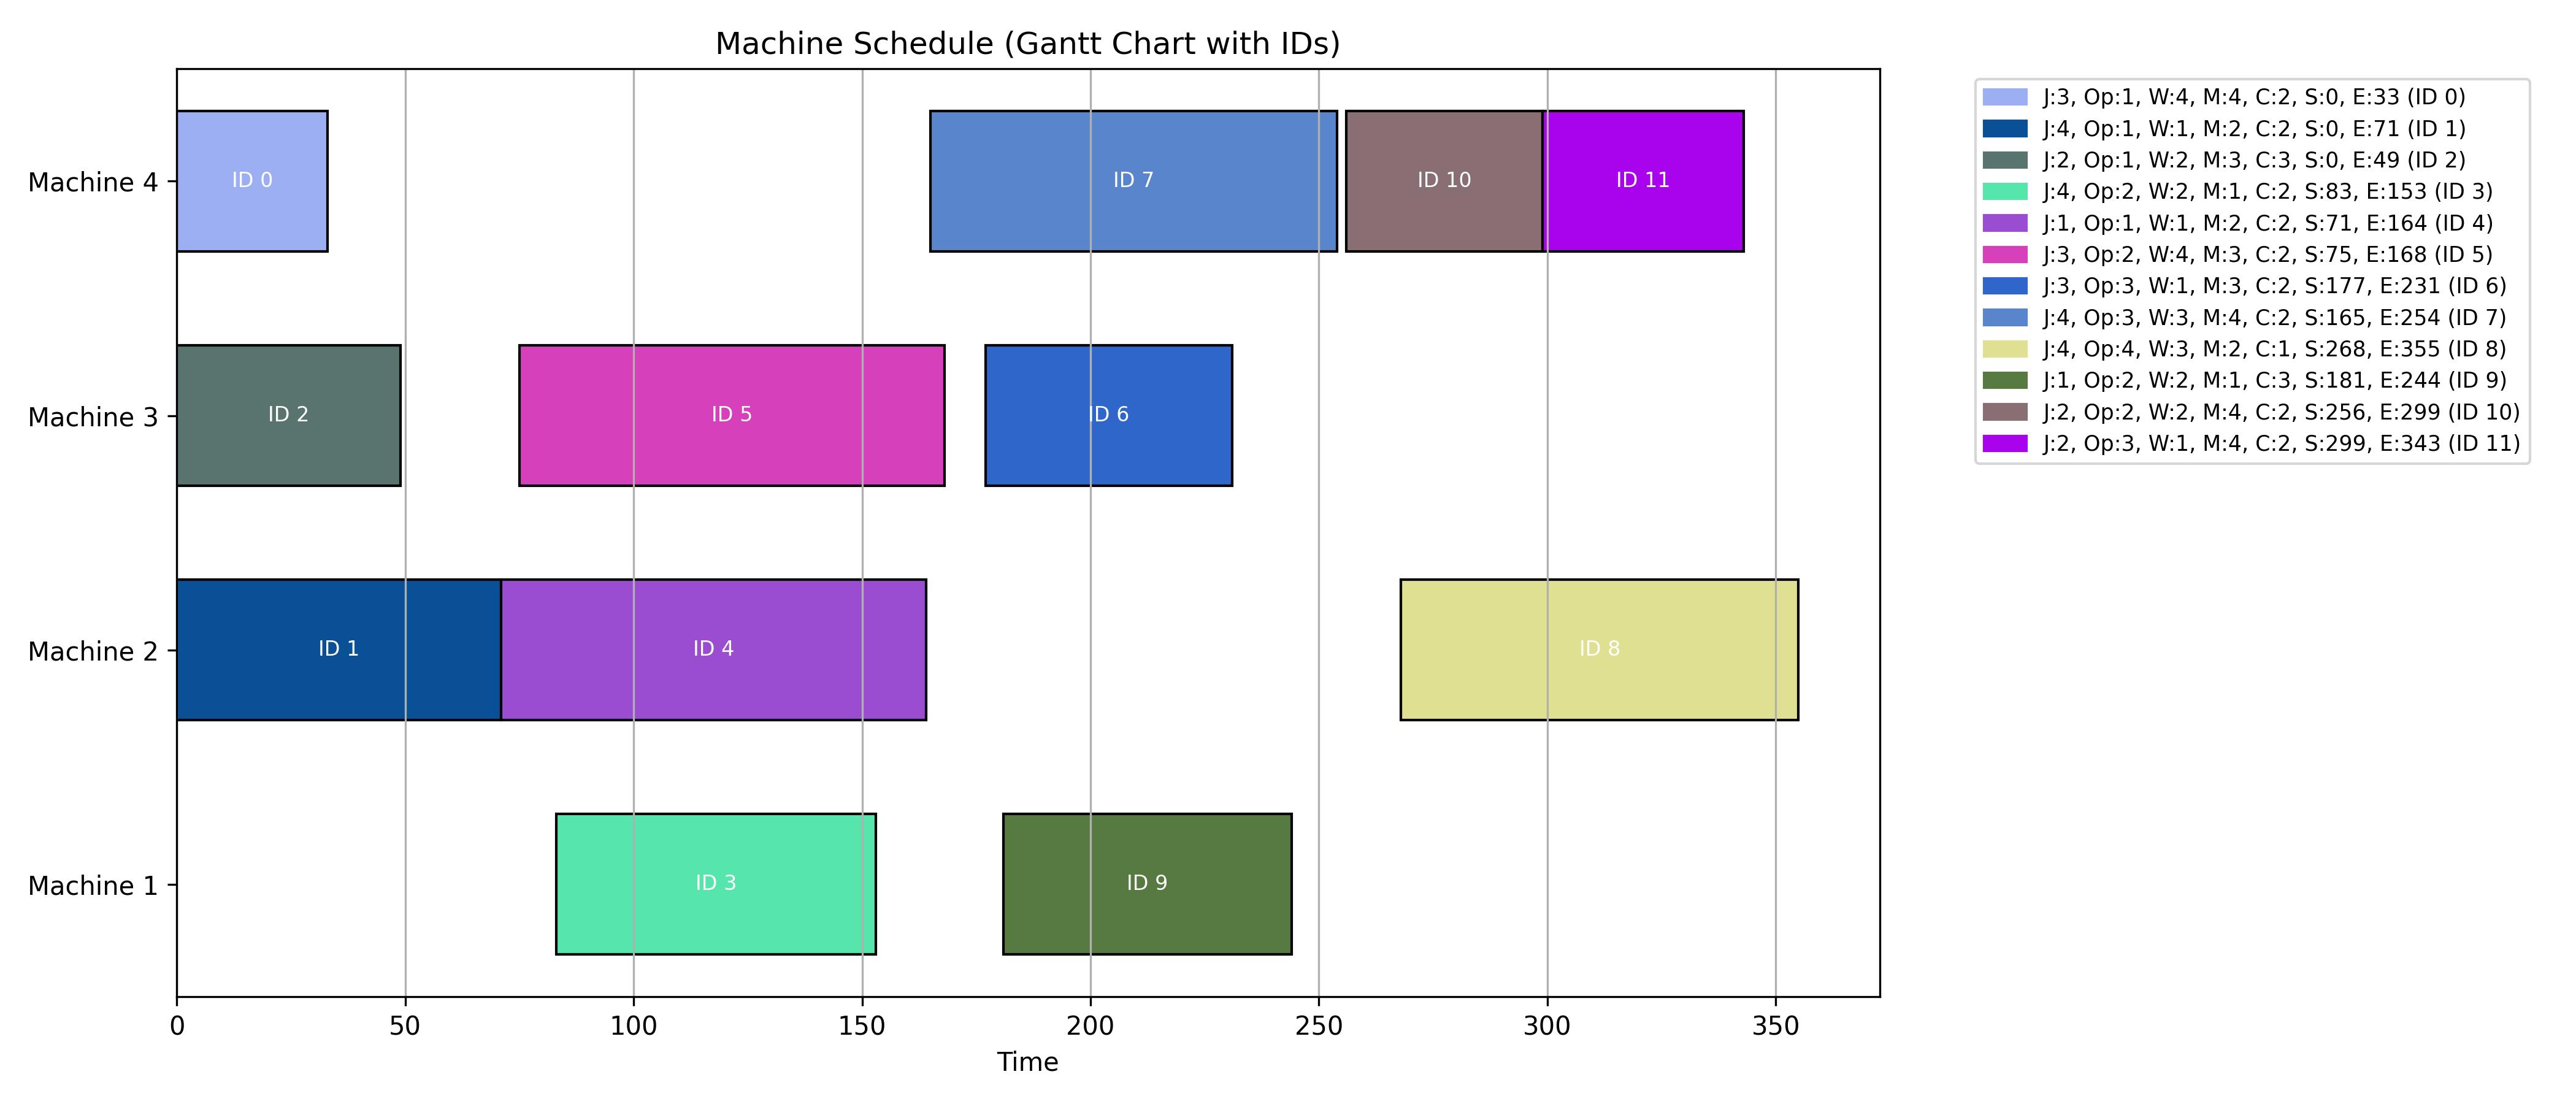 Machine Schedule (Gantt Chart with IDs)
Machine 4
Machine 3
Machine 2
Machine 1
ID 0
ID 7
ID 10
ID 11
ID 2
ID 5
ID 6
ID 1
ID 4
ID 8
ID 3
ID 9
0 50 100 150 200 250 300 350
Time
J:3, Op:1, W:4, M:4, C:2, S:0, E:33 (ID 0)
J:4, Op:1, W:1, M:2, C:2, S:0, E:71 (ID 1)
J:2, Op:1, W:2, M:3, C:3, S:0, E:49 (ID 2)
J:4, Op:2, W:2, M:1, C:2, S:83, E:153 (ID 3)
J:1, Op:1, W:1, M:2, C:2, S:71, E:164 (ID 4)
J:3, Op:2, W:4, M:3, C:2, S:75, E:168 (ID 5)
J:3, Op:3, W:1, M:3, C:2, S:177, E:231 (ID 6)
J:4, Op:3, W:3, M:4, C:2, S:165, E:254 (ID 7)
J:4, Op:4, W:3, M:2, C:1, S:268, E:355 (ID 8)
J:1, Op:2, W:2, M:1, C:3, S:181, E:244 (ID 9)
J:2, Op:2, W:2, M:4, C:2, S:256, E:299 (ID 10)
J:2, Op:3, W:1, M:4, C:2, S:299, E:343 (ID 11)